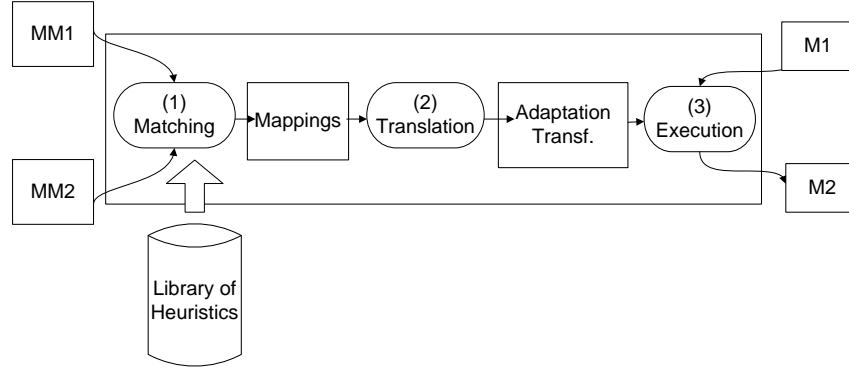 MM1
M1
(1)
Matching
Mappings
(2)
Translation
Adaptation
Transf.
(3)
Execution
MM2
M2
Library of
Heuristics